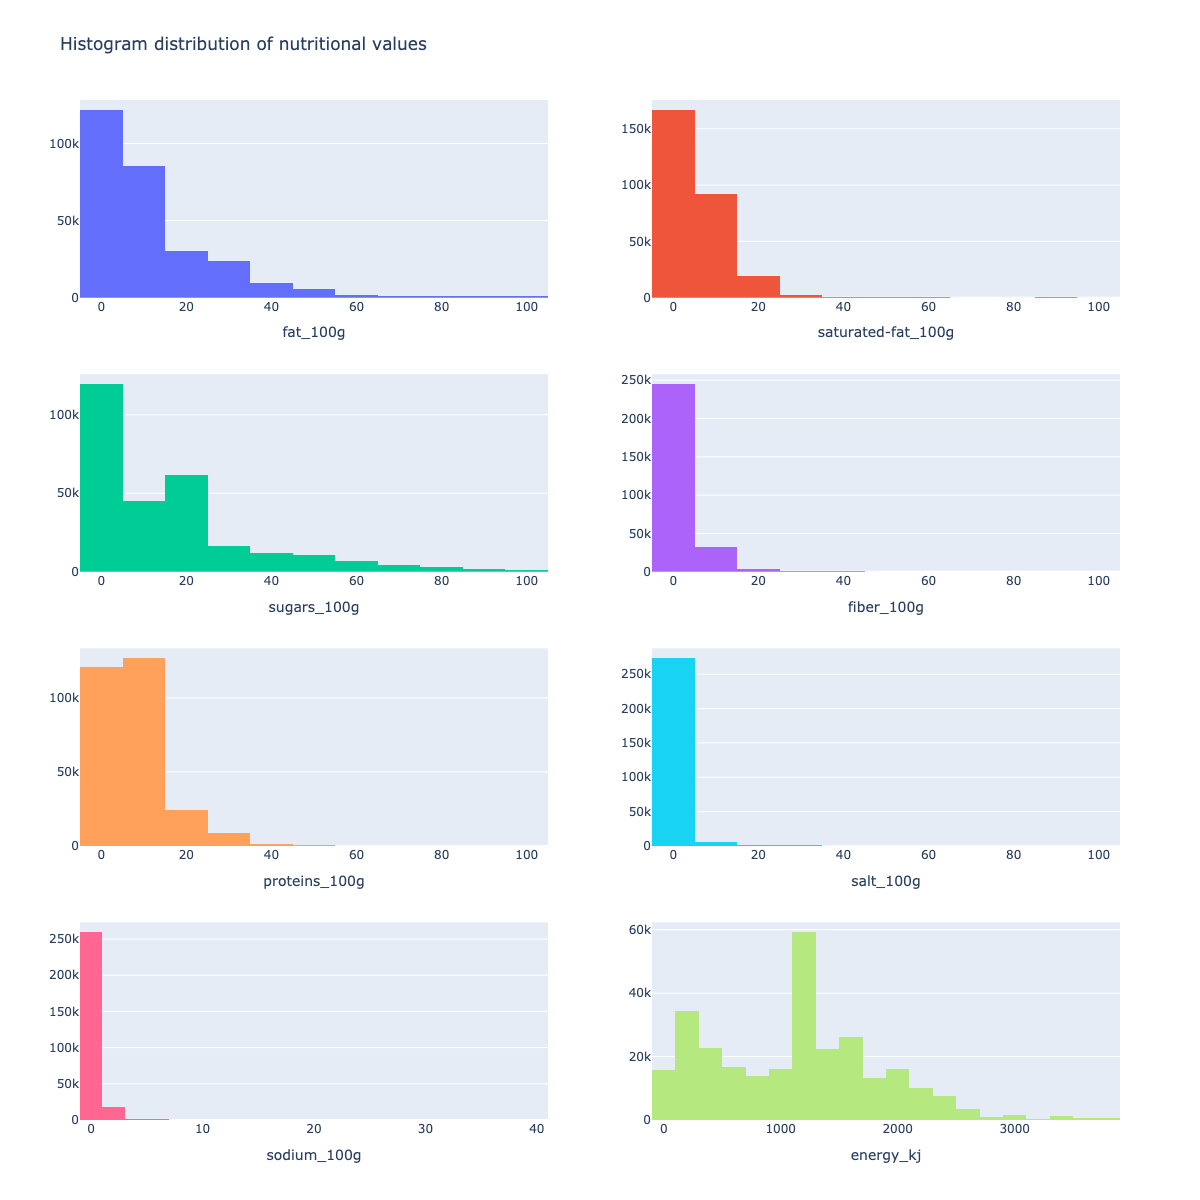 Histogram distribution of nutritional values
100k
50k
0
0 20 40 60 80 100
fat_100g
150k
100k
50k
0
0 20 40 60 80 100
saturated-fat_100g
100k
50k
0
0 20 40 60 80 100
sugars_100g
250k
200k
150k
100k
50k
0
0 20 40 60 80 100
fiber_100g
100k
50k
0
0 20 40 60 80 100
proteins_100g
250k
200k
150k
100k
50k
0
0 20 40 60 80 100
salt_100g
250k
200k
150k
100k
50k
0
0 10 20 30 40
sodium_100g
60k
40k
20k
0
0 1000 2000 3000
energy_kj